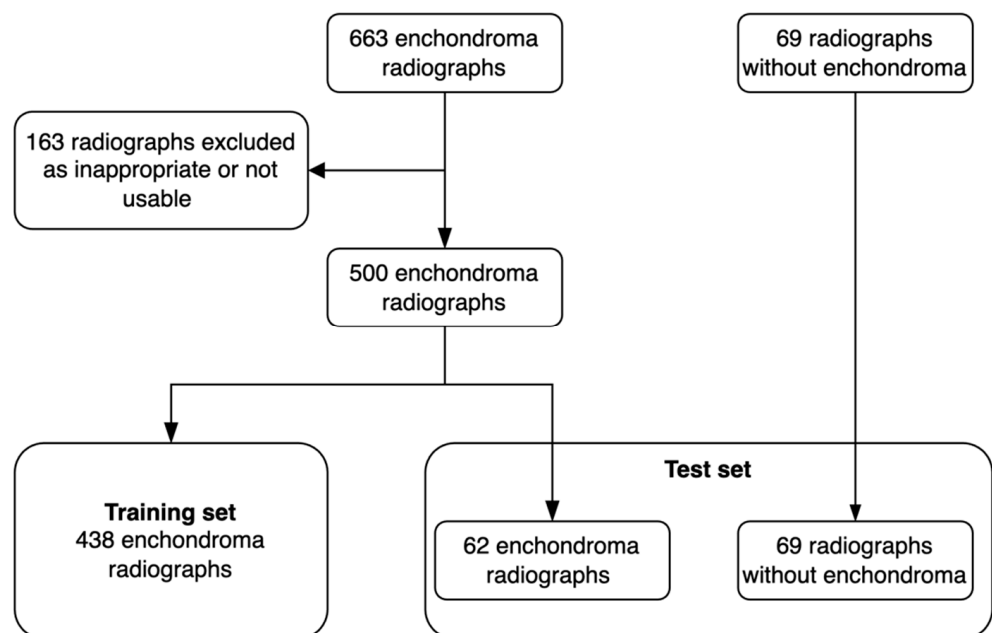 663 enchondroma
radiographs
69 radiographs
without enchondroma
163 radiographs excluded
as inappropriate or not
usable
500 enchondroma
radiographs
Training set
438 enchondroma
radiographs
Test set
62 enchondroma
radiographs
69 radiographs
without enchondroma